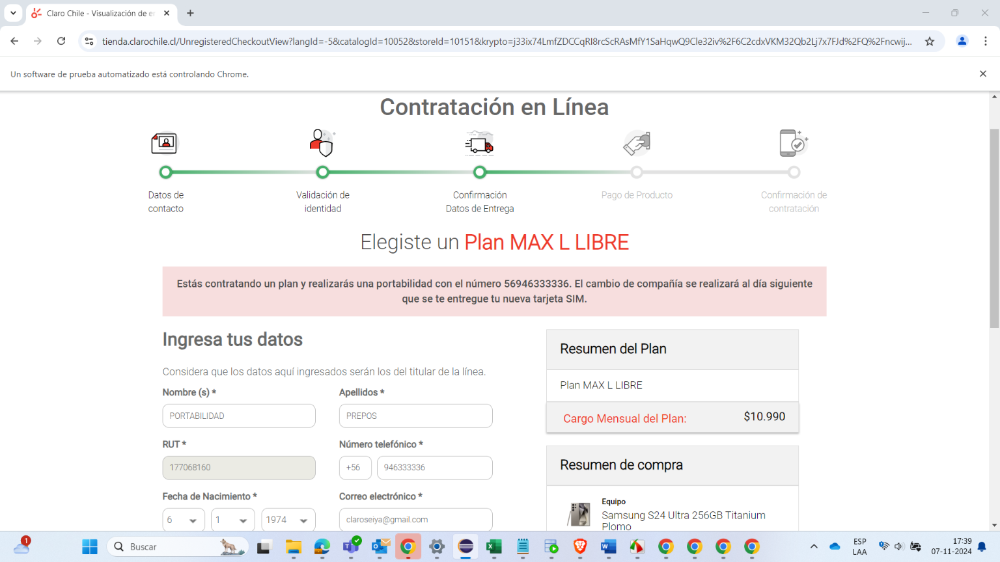 Claro Chile - Visualización de e
tienda.clarochile.cl/UnregisteredCheckoutView?langId=-5&catalogId=10052&storeId=10151&krypto=j33ix74LmfZDCCqRI8rcScRAsMfY1SaHqwQ9Cle32iv%2F6C2cdxVKM32Qb2Lj7x7FJd%2FQ%2Fncwij...
Un software de prueba automatizado está controlando Chrome.
Contratación en Línea
Datos de
contacto
Validación de
identidad
Confirmación
Datos de Entrega
Pago de Producto
Confirmación de
contratación
Elegiste un Plan MAX L LIBRE
Estás contratando un plan y realizarás una portabilidad con el número 56946333336. El cambio de compañía se realizará al día siguiente
que se te entregue tu nueva tarjeta SIM.
Ingresa tus datos
Considera que los datos aquí ingresados serán los del titular de la línea.
Nombre (s) *
Apellidos *
PORTABILIDAD
PREPOS
RUT *
Número telefónico *
177068160
+56
946333336
Fecha de Nacimiento *
Correo electrónico *
6
1
1974
claroseiya@gmail.com
Resumen del Plan
Plan MAX L LIBRE
Cargo Mensual del Plan:
$10.990
Resumen de compra
Equipo
Samsung S24 Ultra 256GB Titanium
Plomo
1
Buscar
ESP
LAA
17:39
07-11-2024